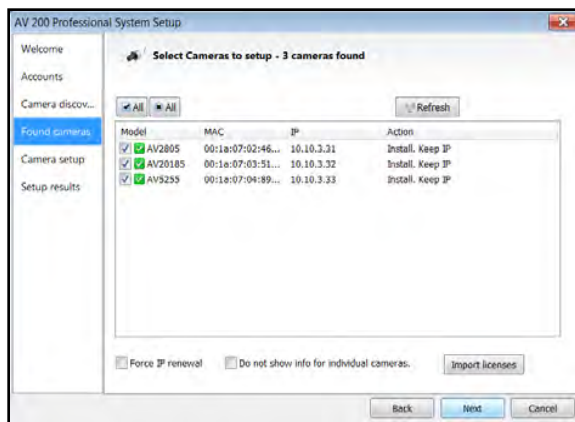 AV 200 Professional System Setup
Welcome
Accounts
Camera discov...
Found cameras
Camera setup
Setup results
Select Cameras to setup - 3 cameras found
All All Refresh
Model MAC IP Action
AV2805 00:1a:07:02:46... 10.10.3.31 Install. Keep IP
AV20185 00:1a:07:03:51... 10.10.3.32 Install. Keep IP
AV5255 00:1a:07:04:89... 10.10.3.33 Install. Keep IP
Force IP renewal Do not show info for individual cameras. Import licenses
Back Next Cancel